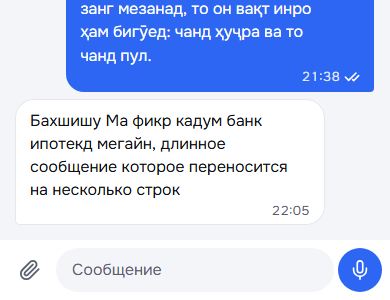 занг мезанад, то он вақт инро
ҳам бигӯед: чанд ҳуҷра ва то
чанд пул.
21:38
Бахшишу Ма фикр кадум банк
ипотекд мегайн, длинное
сообщение которое переносится
на несколько строк
22:05
Сообщение